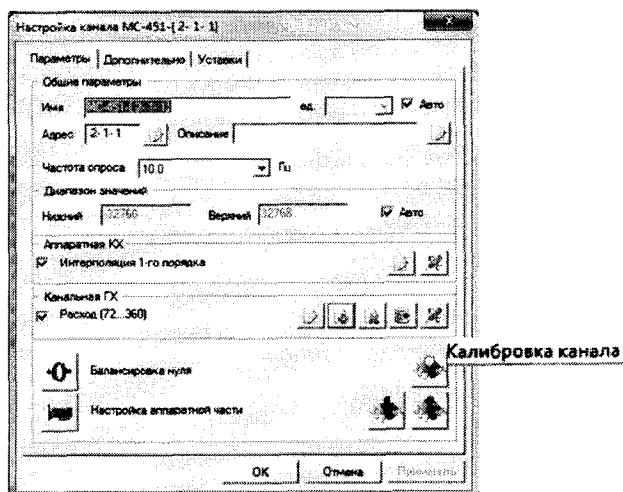 Настройка канала МС-451-{ 2- 1- 1}
Параметры Дополнительно Уставки
Общие параметры
Имя ед. Авто
Адрес 2- 1- 1 Описание
Частота опроса 10.0 Гц
Диапазон значений
Нижний Верхний 32768 Авто
Аппаратная КХ
Интерполяция 1-го порядка
Канальная ГХ
Расход (72...360)
Калибровка канала
Балансировка нуля
Настройка аппаратной части
OK Отмена Применить